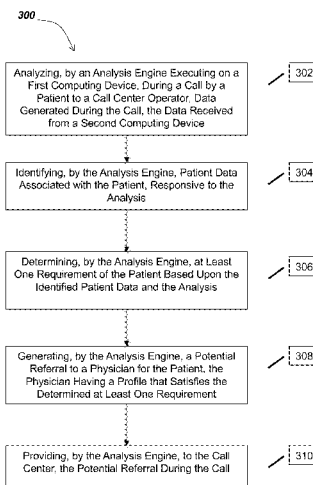 300
Analyzing, by an Analysis Engine Executing on a
First Computing Device, During a Call by a
Patient to a Call Center Operator, Data
Generated During the Call, the Data Received
from a Second Computing Device
302
Identifying, by the Analysis Engine, Patient Data
Associated with the Patient, Responsive to the
Analysis
304
Determining, by the Analysis Engine, at Least
One Requirement of the Patient Based Upon the
Identified Patient Data and the Analysis
306
Generating, by the Analysis Engine, a Potential
Referral to a Physician for the Patient, the
Physician Having a Profile that Satisfies the
Determined at Least One Requirement
308
Providing, by the Analysis Engine, to the Call
Center, the Potential Referral During the Call
310